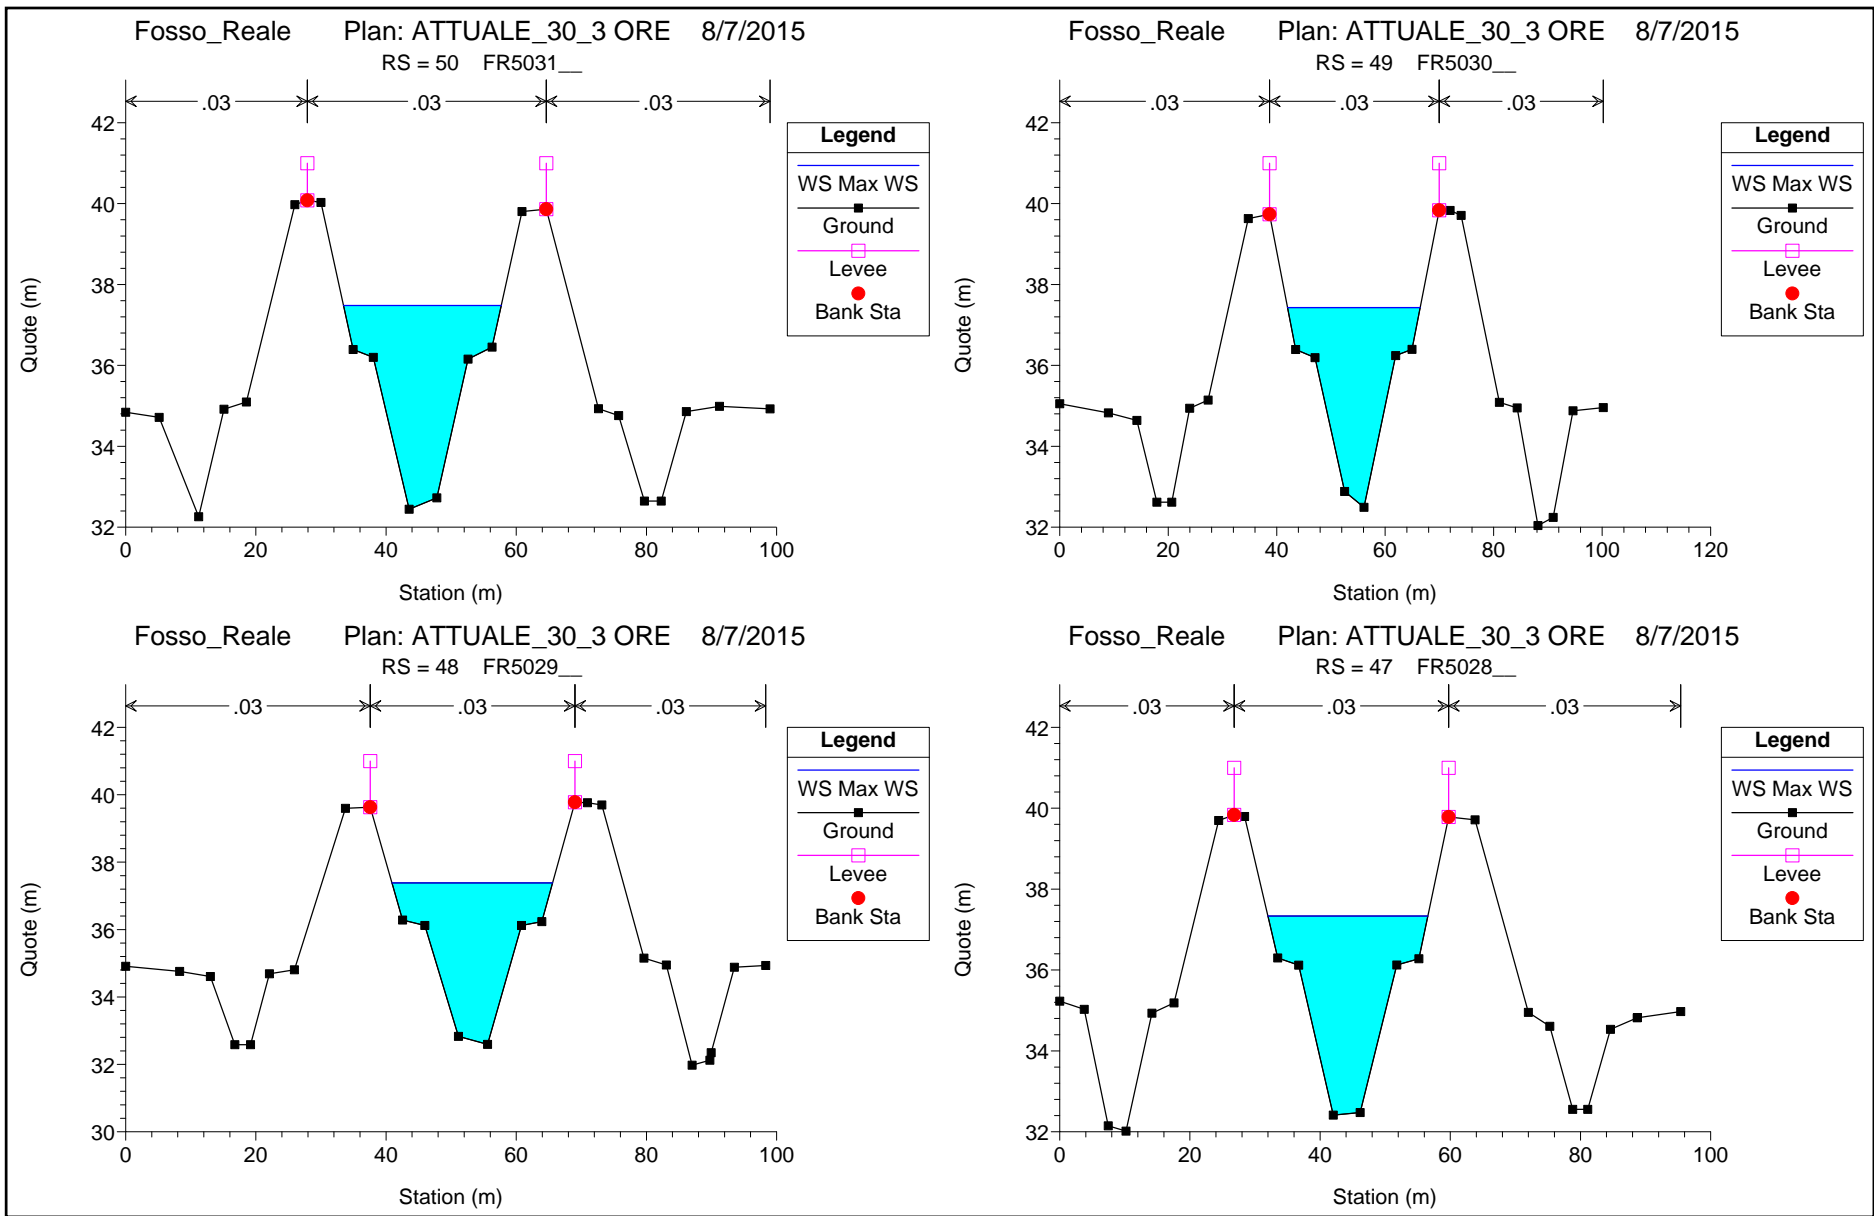 Fosso_Reale Plan: ATTUALE_30_3 ORE 8/7/2015
RS = 50 FR5031__
.03 .03 .03
42
40
38
36
34
32
0 20 40 60 80 100
Station (m)
Quote (m)
Legend
WS Max WS
Ground
Levee
Bank Sta
Fosso_Reale Plan: ATTUALE_30_3 ORE 8/7/2015
RS = 49 FR5030__
.03 .03 .03
42
40
38
36
34
32
0 20 40 60 80 100 120
Station (m)
Quote (m)
Legend
WS Max WS
Ground
Levee
Bank Sta
Fosso_Reale Plan: ATTUALE_30_3 ORE 8/7/2015
RS = 48 FR5029__
.03 .03 .03
42
40
38
36
34
32
30
0 20 40 60 80 100
Station (m)
Quote (m)
Legend
WS Max WS
Ground
Levee
Bank Sta
Fosso_Reale Plan: ATTUALE_30_3 ORE 8/7/2015
RS = 47 FR5028__
.03 .03 .03
42
40
38
36
34
32
0 20 40 60 80 100
Station (m)
Quote (m)
Legend
WS Max WS
Ground
Levee
Bank Sta